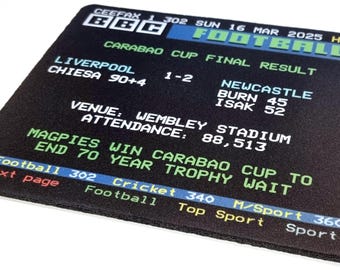 CEEFAX 1 302 SUN 16 MAR 2025
BBC FOOTBALL
CARABAO CUP FINAL RESULT
LIVERPOOL 1-2 NEWCASTLE
CHIESA 90+4 BURN 45
ISAK 52
VENUE: WEMBLEY STADIUM
ATTENDANCE: 88,513
MAGPIES WIN CARABAO CUP TO
END 70 YEAR TROPHY WAIT
Football 302 Cricket 340 M/Sport 360
ext page Football Top Sport Sport